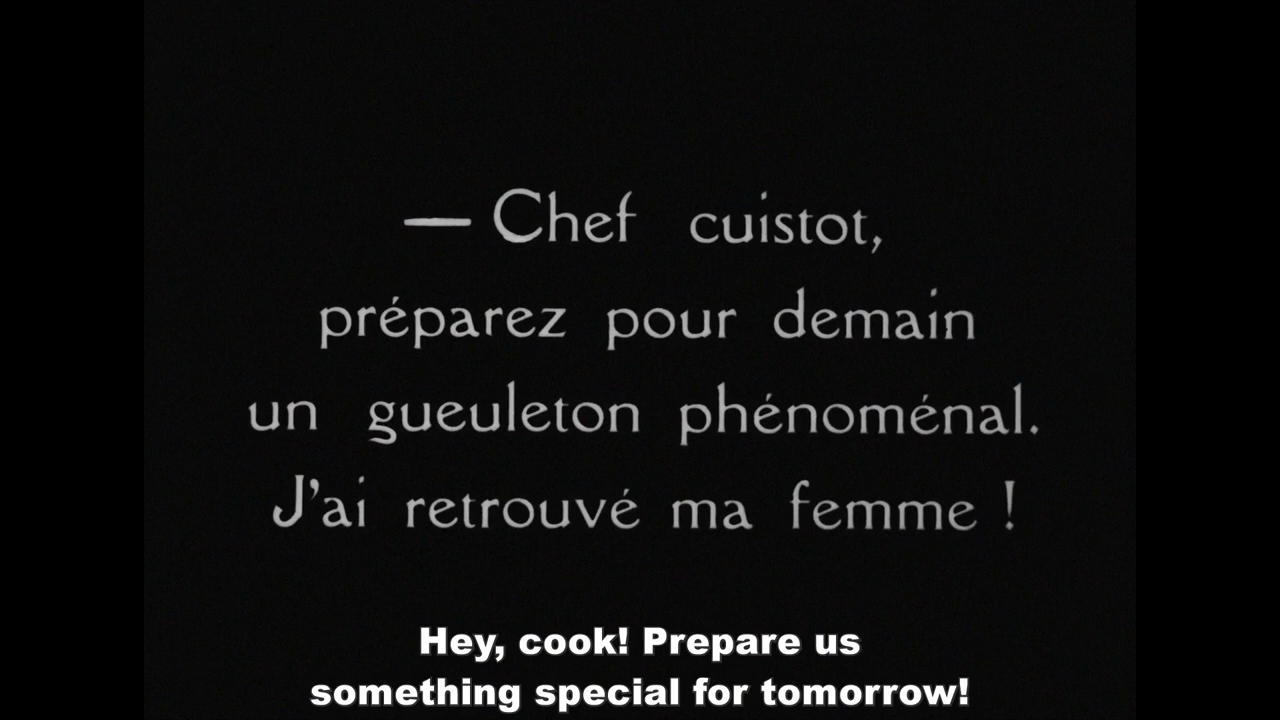 — Chef cuistot,
préparez pour demain
un gueuleton phénoménal.
J'ai retrouvé ma femme !
Hey, cook! Prepare us
something special for tomorrow!